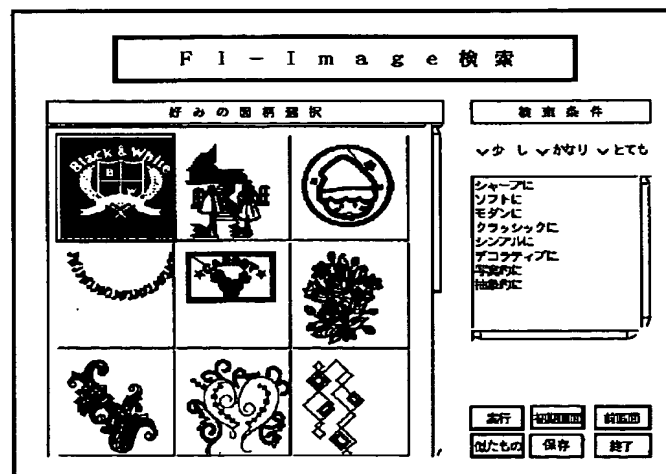 FI－Image検索
好みの図柄選択
検索条件
少し かなり とても
Black & White
シャープに
ソフトに
モダンに
クラッシックに
シンプルに
デコラティブに
写実的に
抽象的に
実行 初期画面 前画面
似たもの 保存 終了